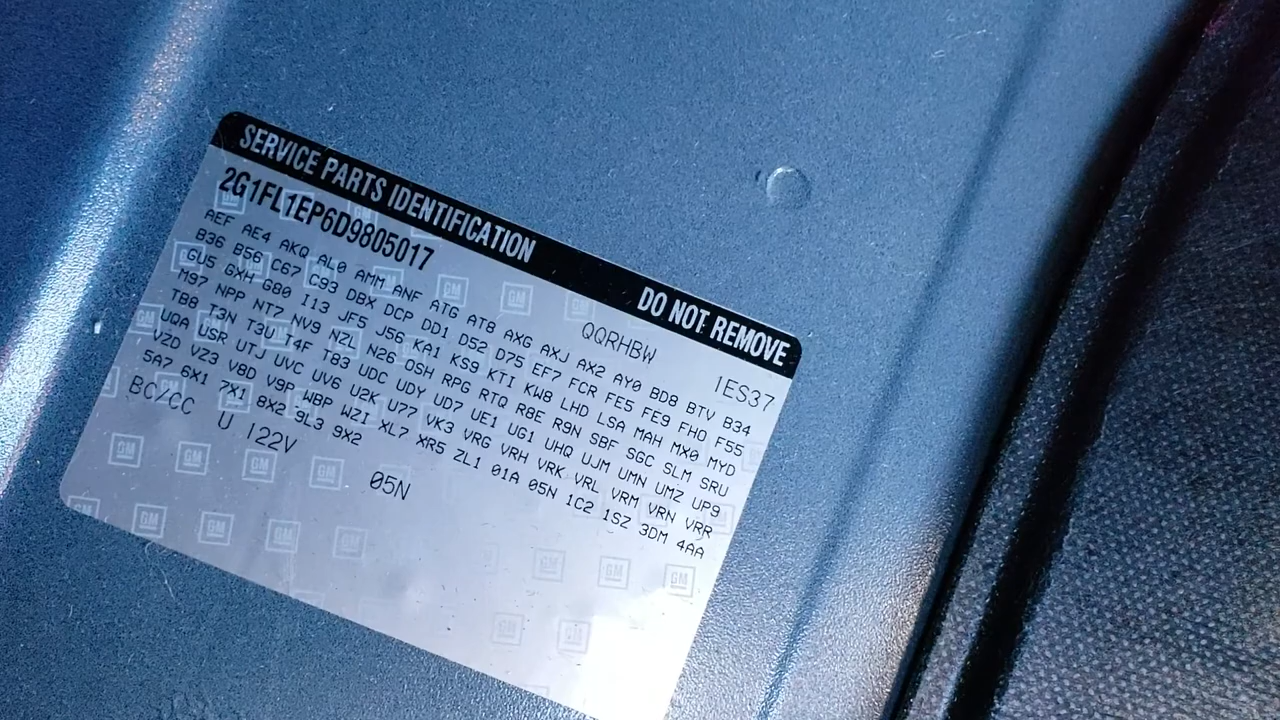 SERVICE PARTS IDENTIFICATION DO NOT REMOVE
2G1FL1EP6D9805017 QQRHBW 1ES37
AEF AE4 AKQ AL0 AMM ANF ATG AT8 AXG AXJ AX2 AY0 BD8 BTV B34
B36 B56 C67 C93 DBX DCP DD1 D52 D75 EF7 FCR FE5 FE9 FHO F55
GU5 GXH G80 I13 JF5 J56 KA1 KS9 KTI KW8 LHD LSA MAH MX0 MYD
M97 NPP NT7 NV9 NZL N26 OSH RPG RTQ R8E R9N SBF SGC SLM SRU
TB8 T3N T3U T4F T83 UDC UDY UD7 UE1 UG1 UHQ UJM UMN UMZ UP9
UQA USR UTJ UVC UV6 U2K U77 VK3 VRG VRH VRK VRL VRM VRN VRR
VZD VZ3 V8D V9P WBP WZI XL7 XR5 ZL1 01A 05N 1C2 1SZ 3DM 4AA
5A7 6X1 7X1 8X2 9L3 9X2
BC/CC U 122V 05N